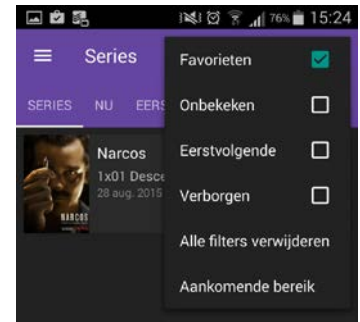 76% 15:24
Series
SERIES NU EERS
Favorieten
Onbekeken
Eerstvolgende
Verborgen
Alle filters verwijderen
Aankomende bereik
Narcos
1x01 Desce
28 aug. 2015
NARCOS